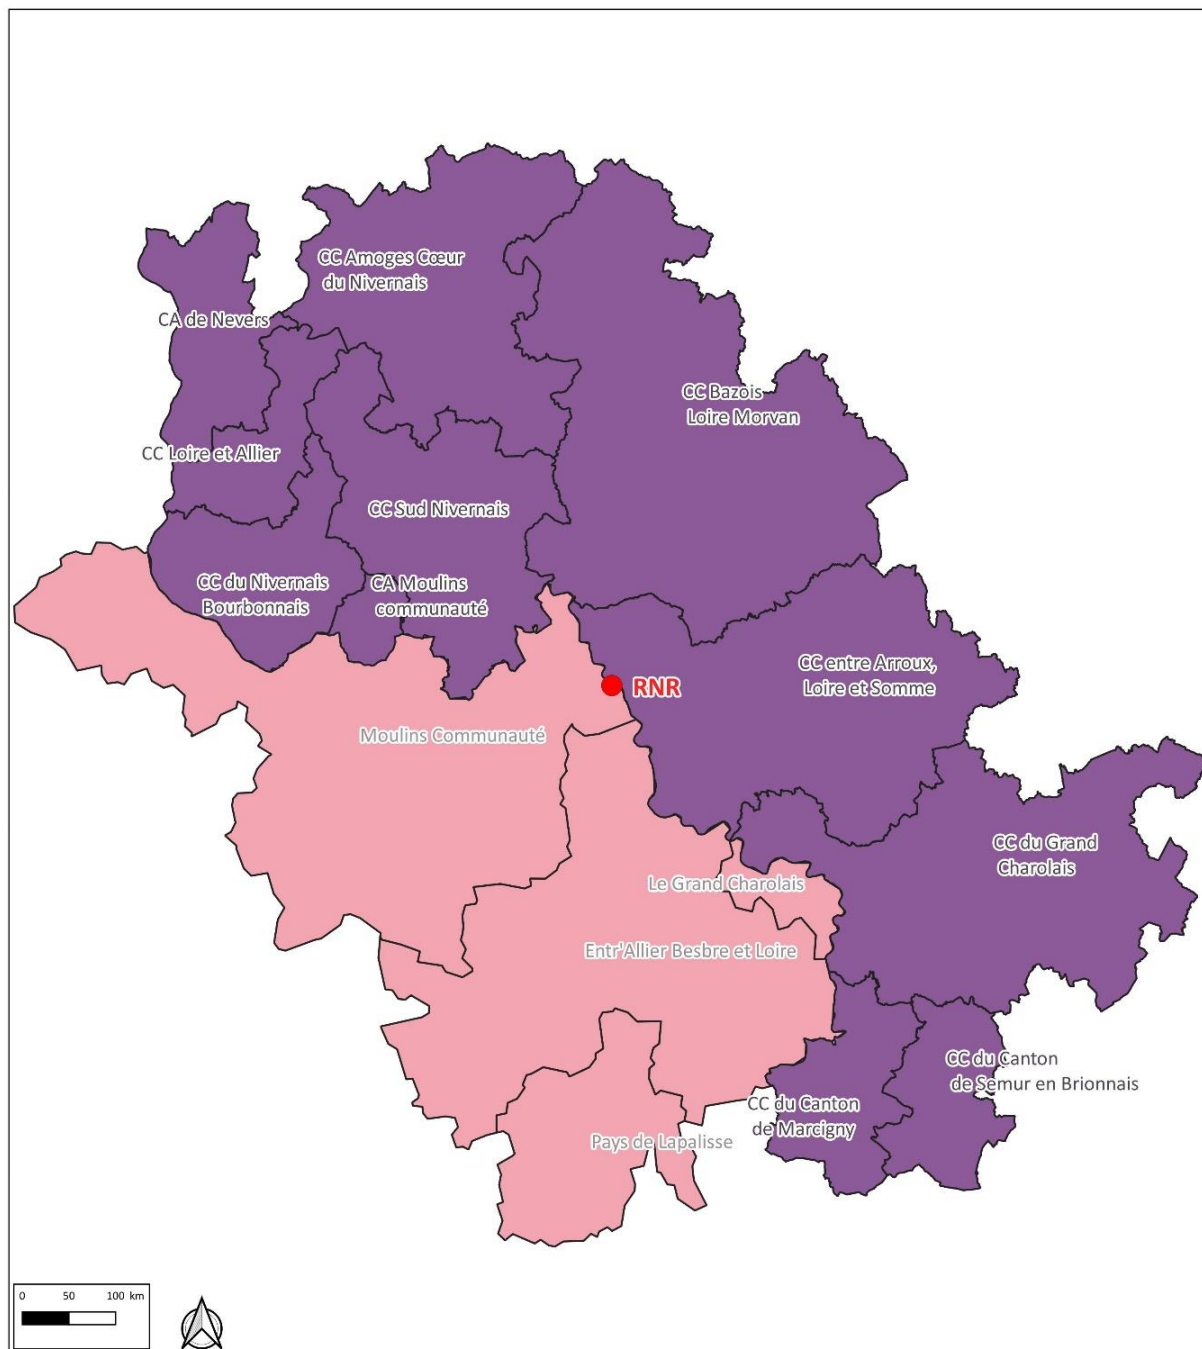 CC Amoges Cœur
du Nivernais
CA de Nevers
CC Bazois
Loire Morvan
CC Loire et Allier
CC Sud Nivernais
CC du Nivernais
Bourbonnais
CA Moulins
communauté
CC entre Arroux,
Loire et Somme
RNR
Moulins Communauté
CC du Grand
Charolais
Le Grand Charolais
Entr'Allier Besbre et Loire
CC du Canton
de Semur en Brionnais
CC du Canton
de Marcigny
Pays de Lapalisse
0 50 100 km